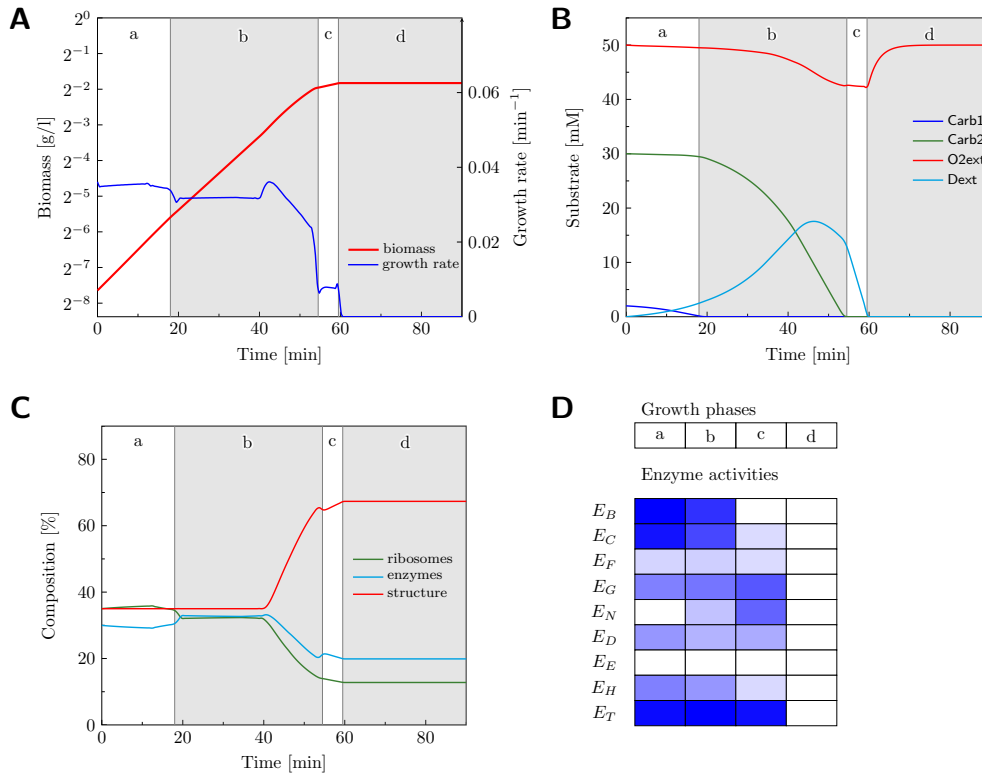 A
a
b
c
d
2^0
2^-1
2^-2
2^-3
2^-4
2^-5
2^-6
2^-7
2^-8
Biomass [g/l]
0.06
0.04
0.02
0
Growth rate [min^-1]
biomass
growth rate
0
20
40
60
80
Time [min]
B
a
b
c
d
60
50
40
30
20
10
0
Substrate [mM]
Carb1
Carb2
O2ext
Dext
0
20
40
60
80
Time [min]
C
a
b
c
d
80
60
40
20
0
Composition [%]
ribosomes
enzymes
structure
0
20
40
60
80
Time [min]
D
Growth phases
a b c d
Enzyme activities
E_B
E_C
E_F
E_G
E_N
E_D
E_E
E_H
E_T